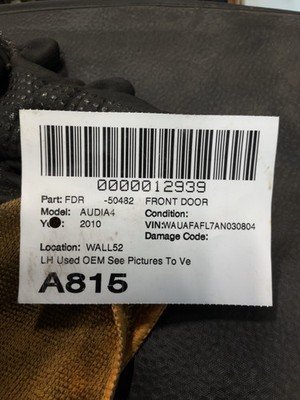 0000012939
Part: FDR -50482 FRONT DOOR
Model: AUDIA4 Condition:
2010 VIN:WAUAFAFL7AN030804
Damage Code:
Location: WALL52
LH Used OEM See Pictures To Ve
A815